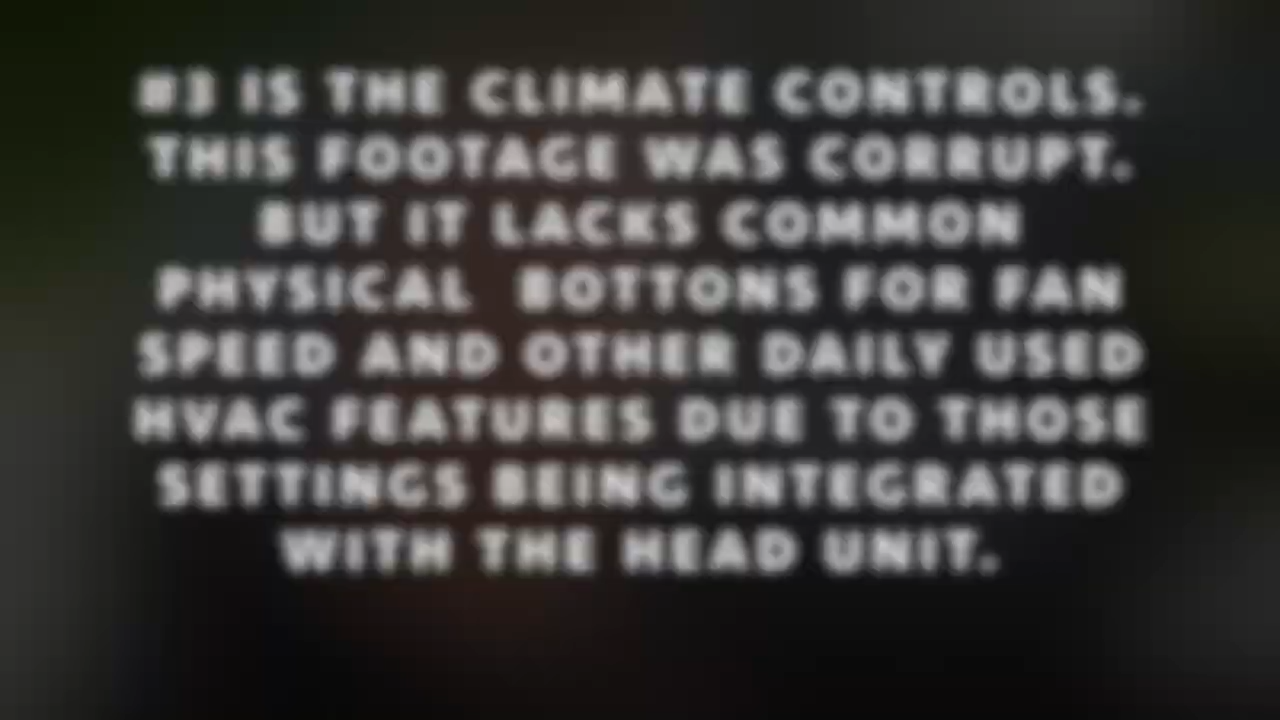 #3 IS THE CLIMATE CONTROLS.
THIS FOOTAGE WAS CORRUPT.
BUT IT LACKS COMMON
PHYSICAL BOTTONS FOR FAN
SPEED AND OTHER DAILY USED
HVAC FEATURES DUE TO THOSE
SETTINGS BEING INTEGRATED
WITH THE HEAD UNIT.